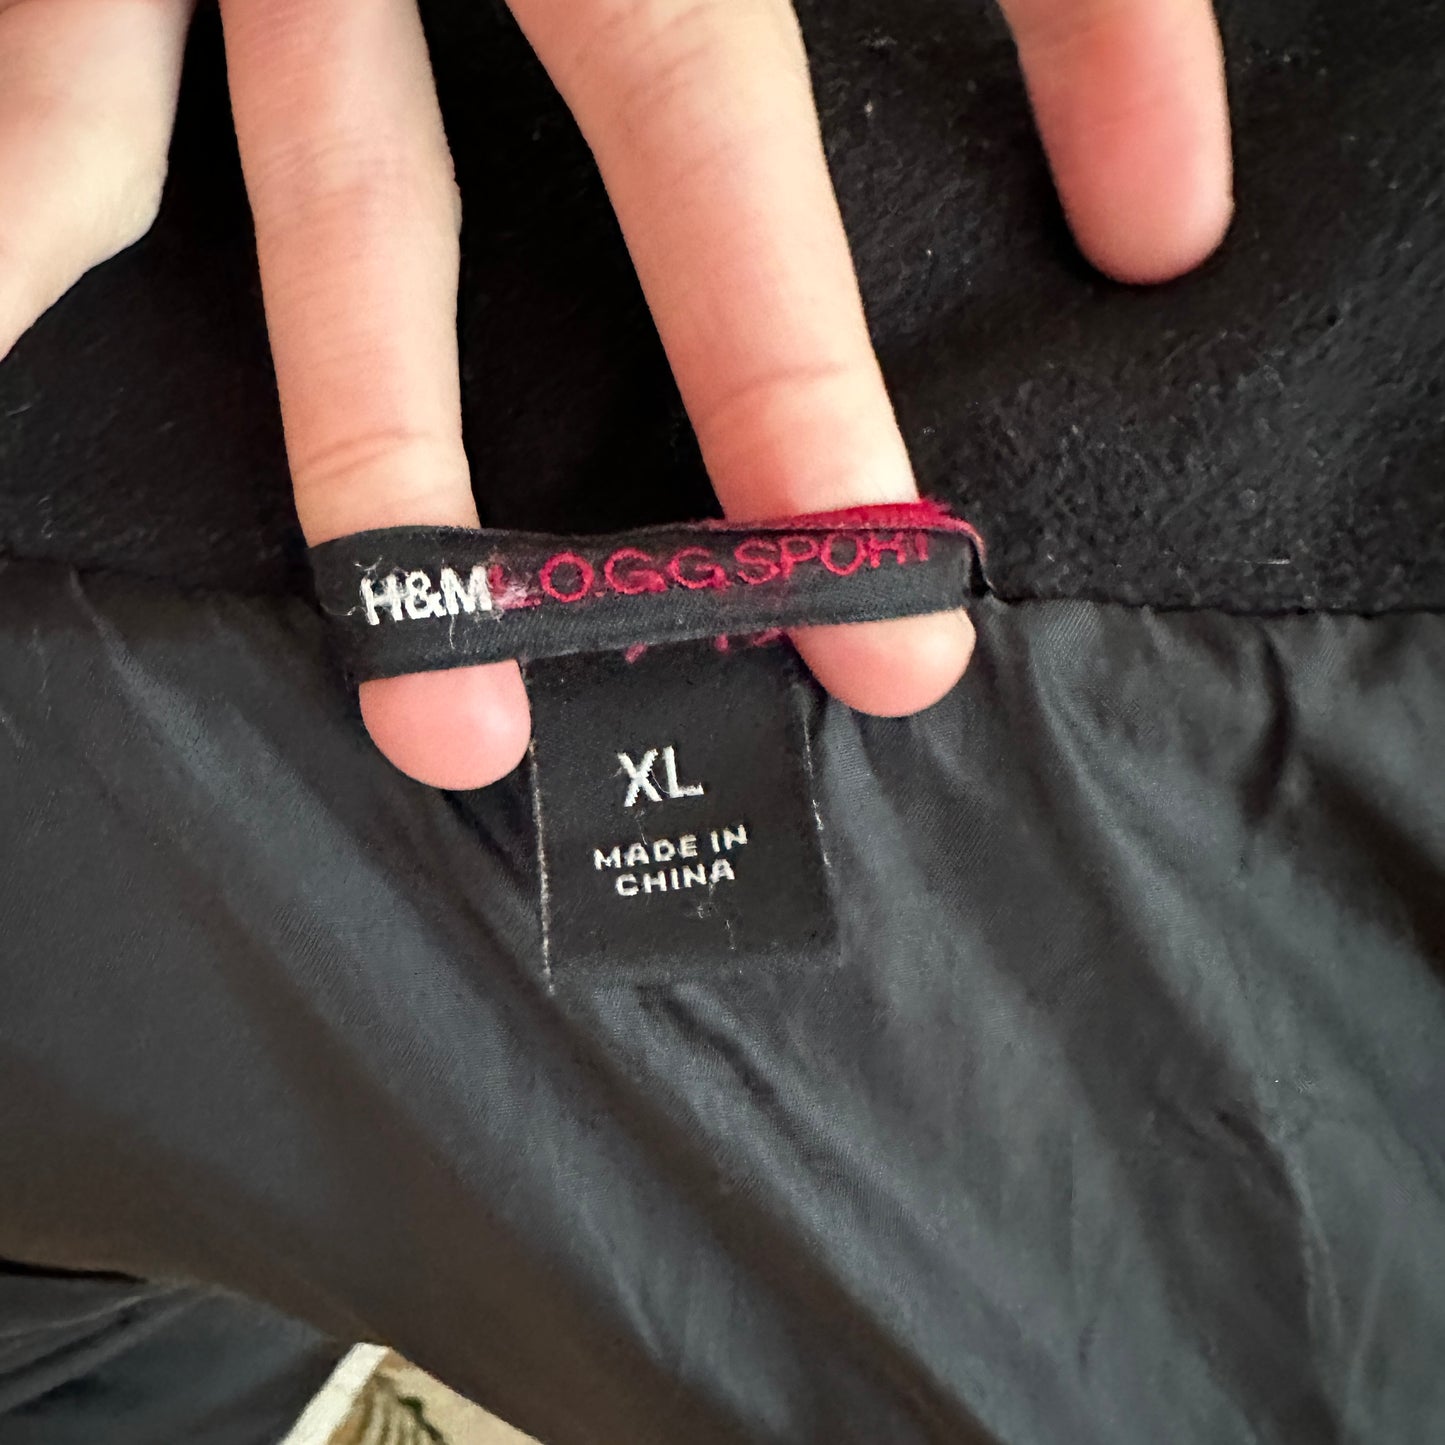 H&M L.O.G.G. SPORT
XL
MADE IN
CHINA